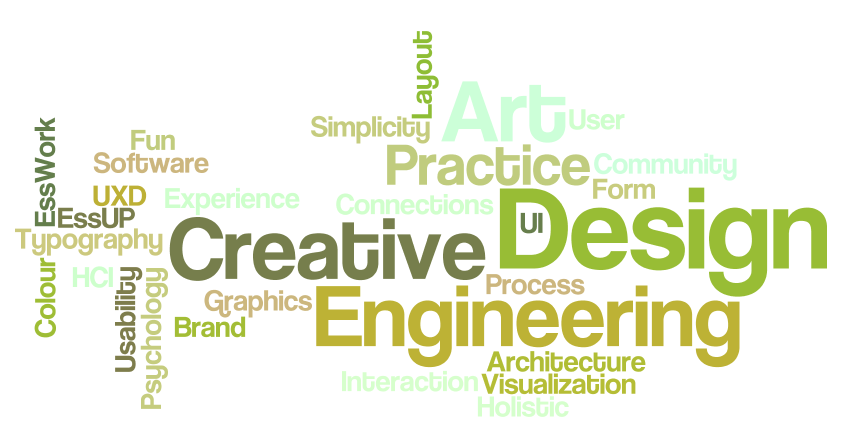 Layout
Art
User
Simplicity
EssWork
Fun
Practice
Software
Community
UXD
Experience
Form
Connections
EssUP
UI
Design
Typography
Creative
HCI
Colour
Usability
Psychology
Process
Graphics
Engineering
Brand
Architecture
Interaction
Visualization
Holistic